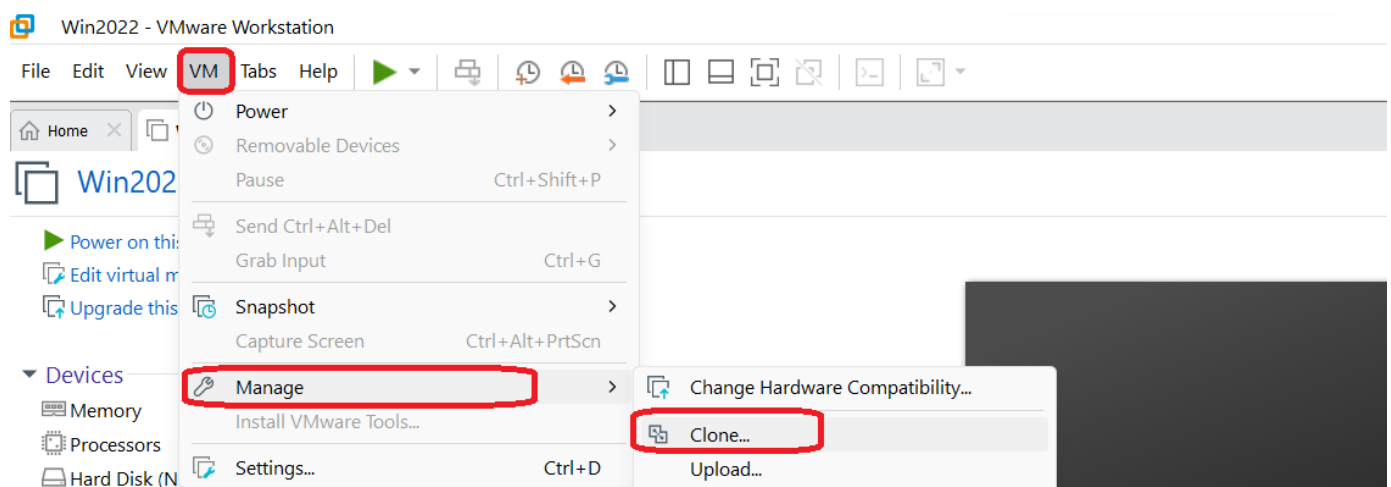 Win2022 - VMware Workstation
File Edit View VM Tabs Help
Home
Win202
Power on this
Edit virtual m
Upgrade this
Devices
Memory
Processors
Hard Disk (N
Power
Removable Devices
Pause Ctrl+Shift+P
Send Ctrl+Alt+Del
Grab Input Ctrl+G
Snapshot
Capture Screen Ctrl+Alt+PrtScn
Manage
Install VMware Tools...
Settings... Ctrl+D
Change Hardware Compatibility...
Clone...
Upload...